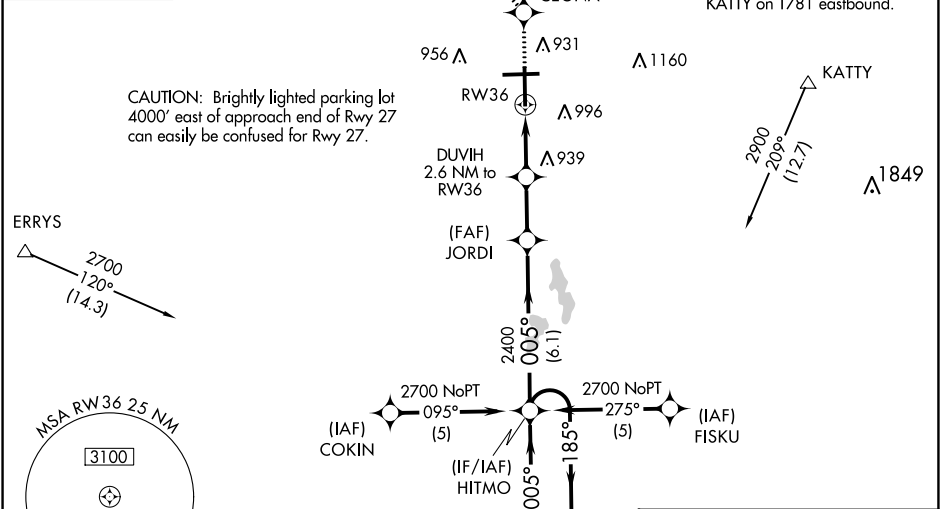 KATTY on 1781 eastbound.
956
931
1160
KATTY
RW36
996
CAUTION: Brightly lighted parking lot
4000' east of approach end of Rwy 27
can easily be confused for Rwy 27.
2900
209°
(12.7)
DUVIH
2.6 NM to
RW36
939
1849
ERRYS
2700
120°
(14.3)
(FAF)
JORDI
2400
005°
(6.1)
2700 NoPT
095°
(5)
2700 NoPT
275°
(5)
(IAF)
COKIN
(IAF)
FISKU
(IF/IAF)
HITMO
005°
185°
MSA RW36 25 NM
3100